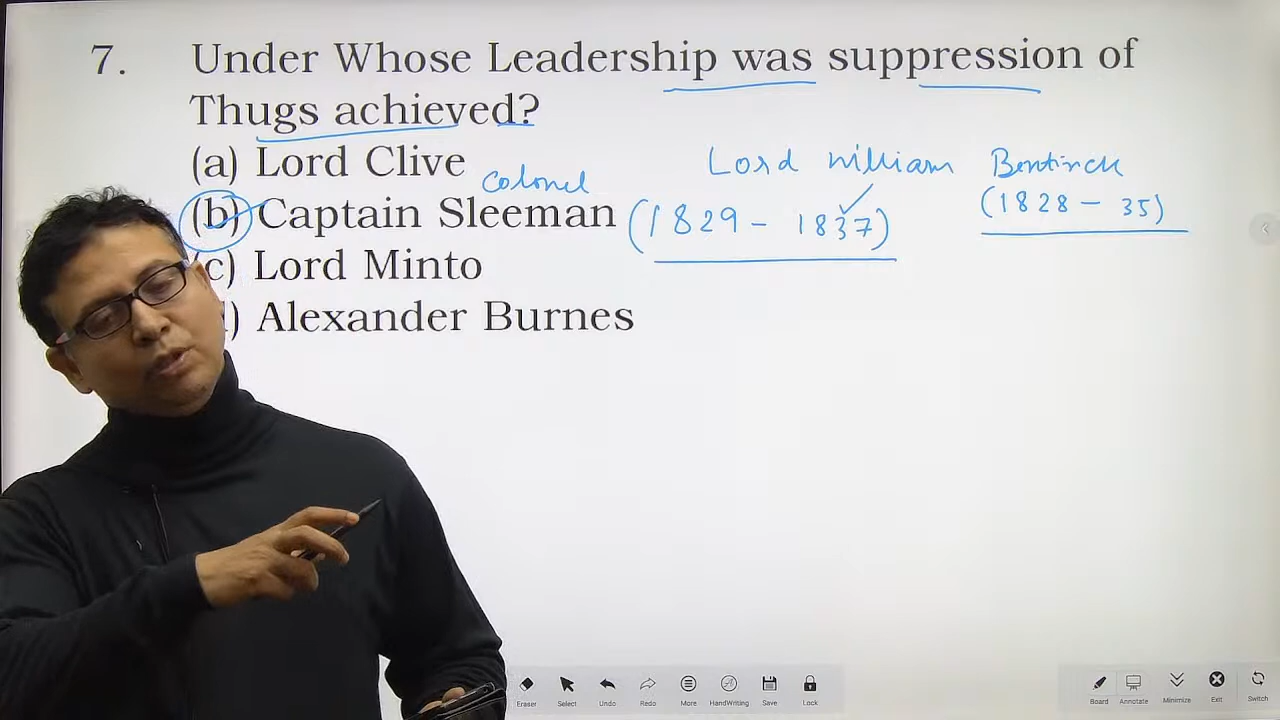 7. Under Whose Leadership was suppression of
Thugs achieved?
(a) Lord Clive
Lord William Bentinck
colonel
(b) Captain Sleeman (1829 - 1837) (1828 - 35)
(c) Lord Minto
) Alexander Burnes
Eraser Select Undo Redo More HandWriting Save Lock Board Annotate Minimize Exit Switch